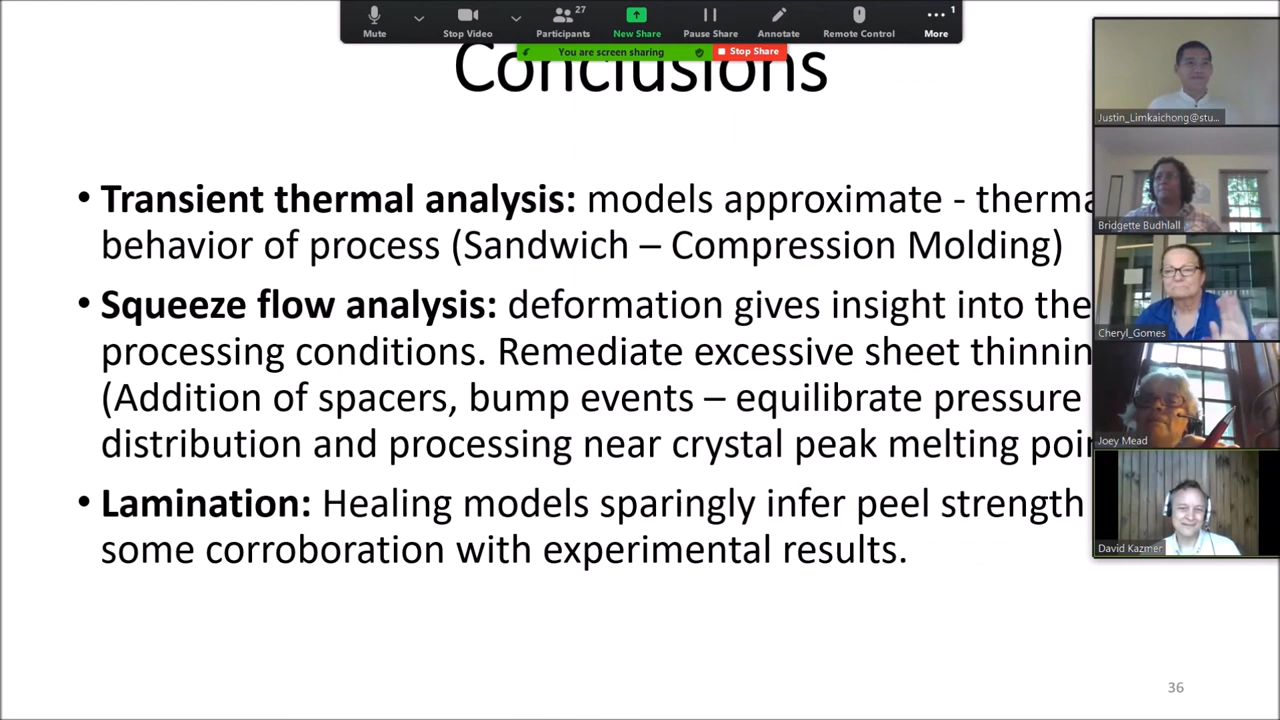 27
1
Mute
Stop Video
Participants
New Share
Pause Share
Annotate
Remote Control
More
You are screen sharing
Stop Share
Conclusions
Justin_Limkaichong@stu...
Bridgette Budhlall
Cheryl_Gomes
Joey Mead
David Kazmer
• Transient thermal analysis: models approximate - therma
behavior of process (Sandwich – Compression Molding)
• Squeeze flow analysis: deformation gives insight into the
processing conditions. Remediate excessive sheet thinnin
(Addition of spacers, bump events – equilibrate pressure
distribution and processing near crystal peak melting poi
• Lamination: Healing models sparingly infer peel strength
some corroboration with experimental results.
36